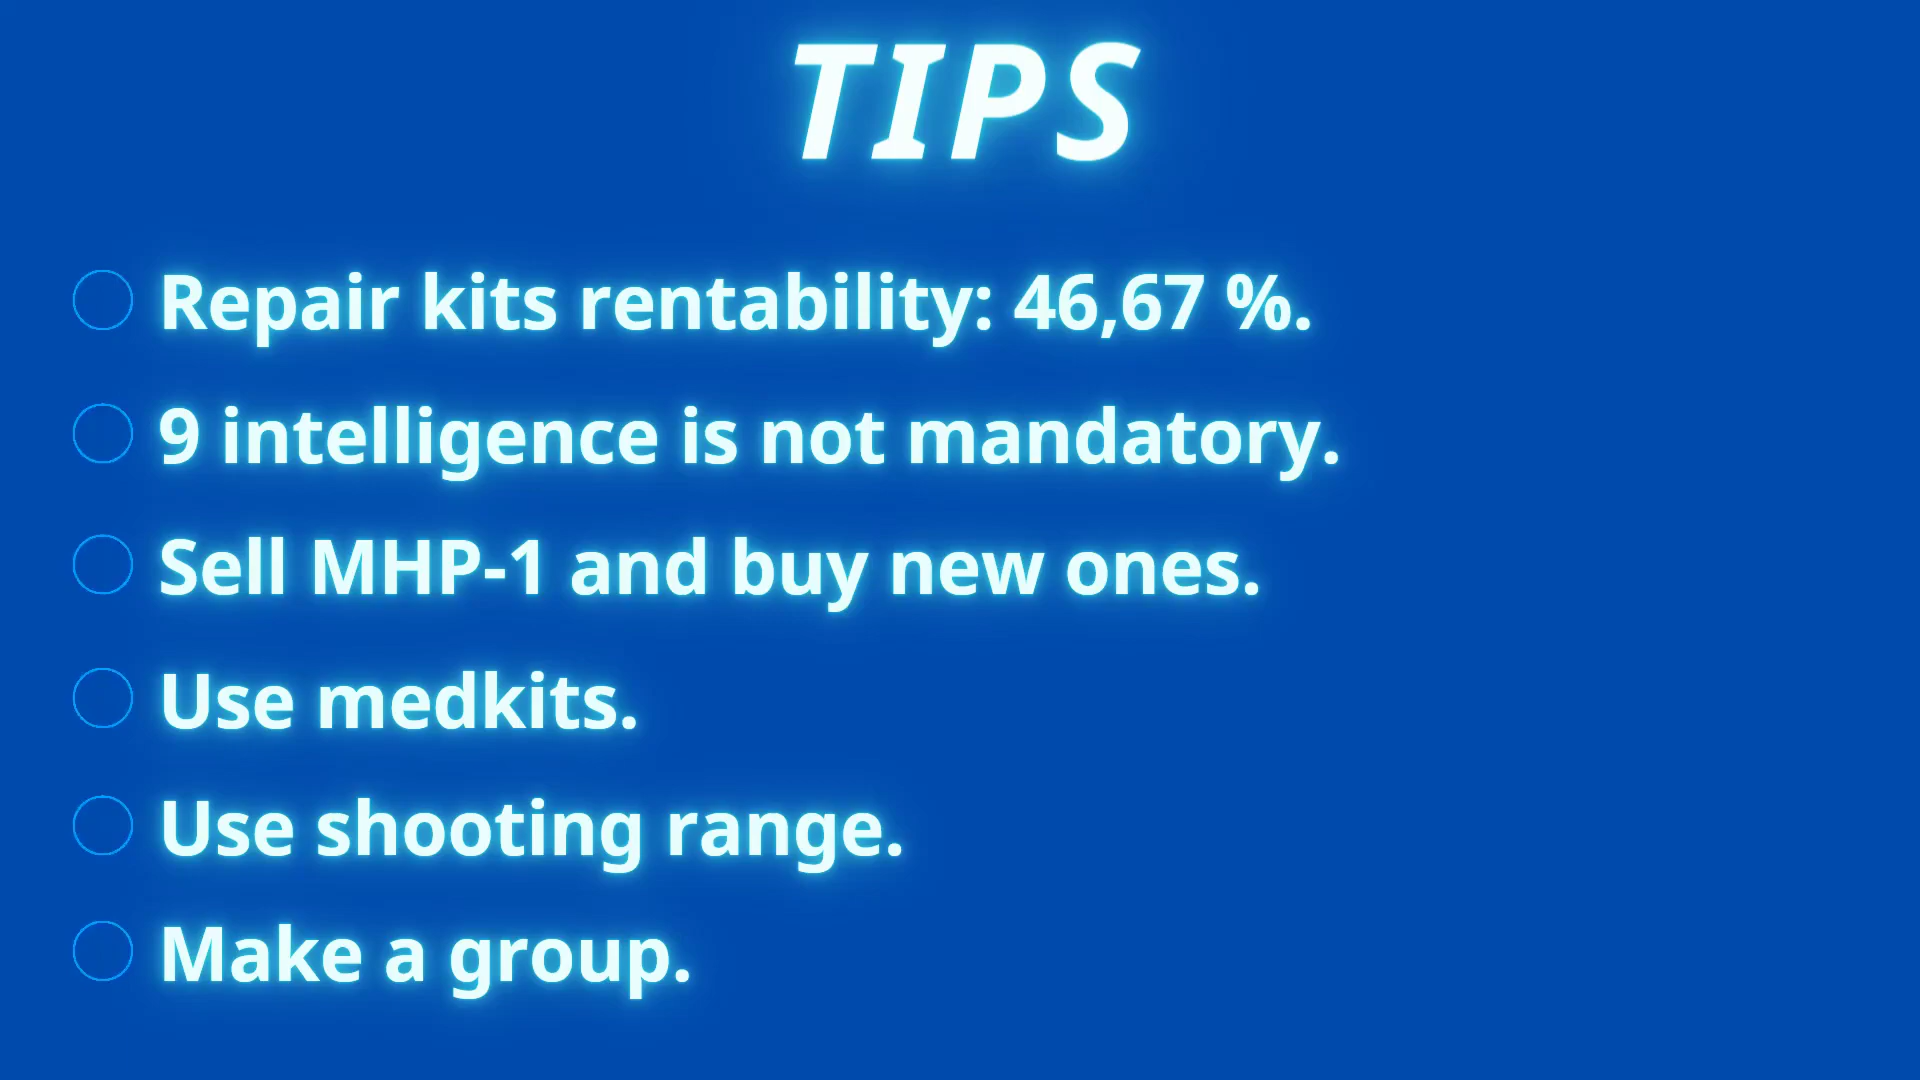 TIPS
Repair kits rentability: 46,67 %.
9 intelligence is not mandatory.
Sell MHP-1 and buy new ones.
Use medkits.
Use shooting range.
Make a group.